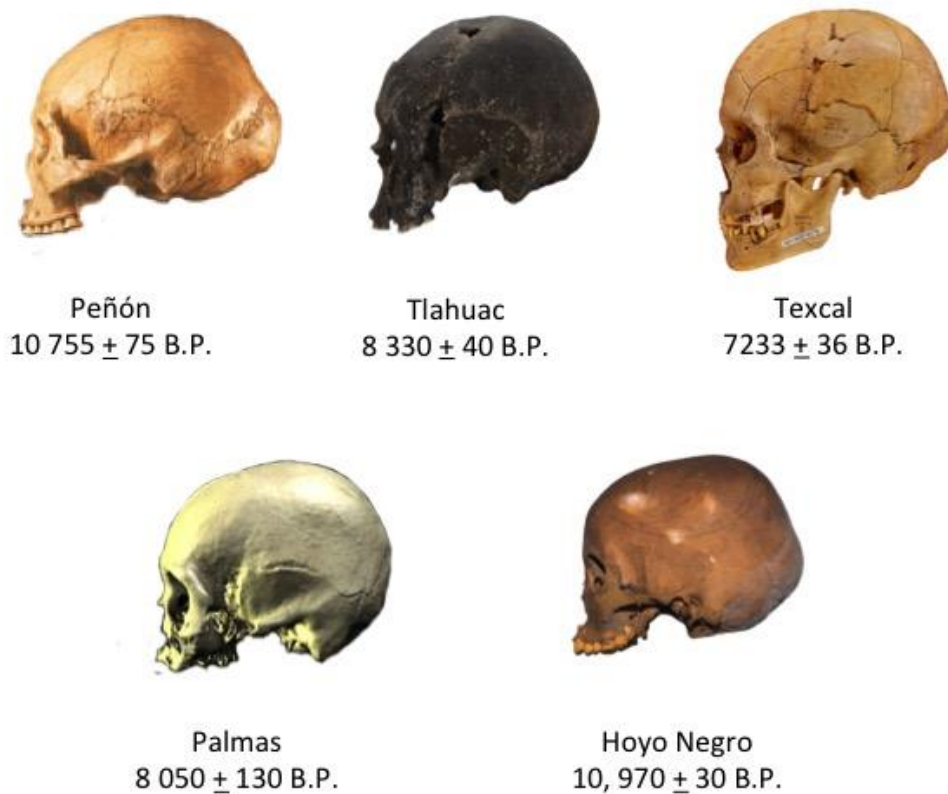 Peñón
10 755 ± 75 B.P.
Tlahuac
8 330 ± 40 B.P.
Texcal
7233 ± 36 B.P.
Palmas
8 050 ± 130 B.P.
Hoyo Negro
10, 970 ± 30 B.P.